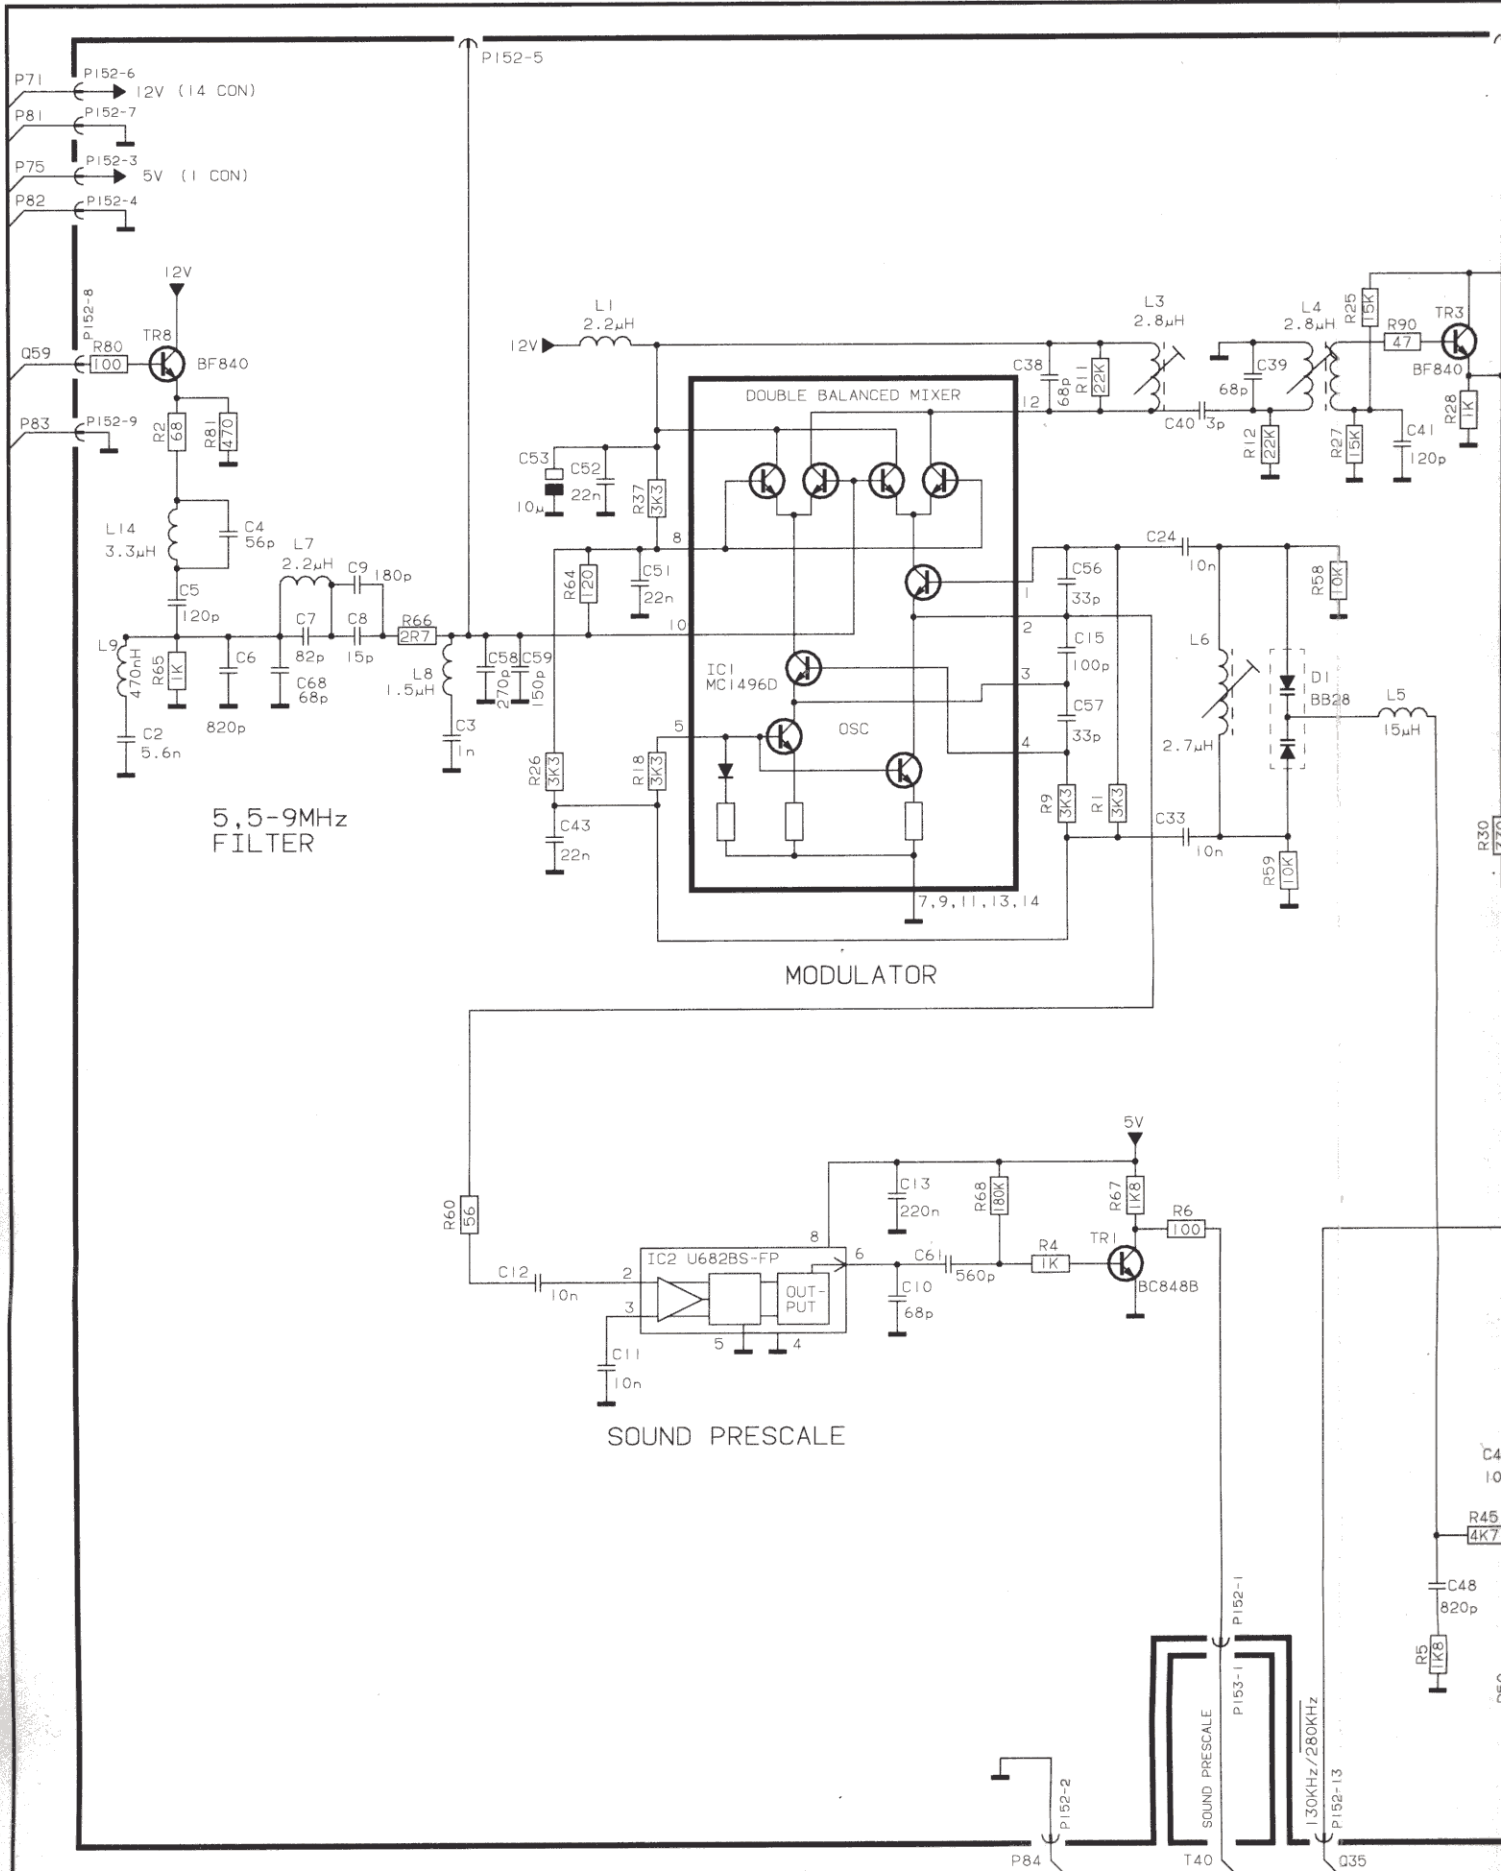 P152-5
P71
P152-6
12V (14 CON)
P81
P152-7
P75
P152-3
5V (1 CON)
P82
P152-4
12V
P152-8
TR8
Q59
R80
100
BF840
P83
P152-9
R2
68
R81
470
L14
3.3µH
C4
56p
L7
2.2µH
C9
180p
C5
120p
C7
82p
C8
15p
R66
2R7
L9
470nH
R65
1K
C6
820p
C68
68p
L8
1.5µH
C58
270p
C59
150p
C2
5.6n
C3
1n
5,5-9MHz
FILTER
L1
2.2µH
12V
C53
10µ
C52
22n
R37
3K3
R64
120
C51
22n
8
10
5
R26
3K3
R18
3K3
C43
22n
DOUBLE BALANCED MIXER
IC1
MC1496D
OSC
12
1
2
3
4
7,9,11,13,14
MODULATOR
C38
68p
R11
22K
L3
2.8µH
C40
3p
R12
22K
C39
68p
L4
2.8µH
R25
15K
R27
15K
R90
47
TR3
BF840
C41
120p
R28
1K
C24
10n
C56
33p
C15
100p
C57
33p
R9
3K3
R1
3K3
C33
10n
L6
2.7µH
D1
BB28
R58
10K
R59
10K
L5
15µH
R30
5V
R60
56
C12
10n
C11
10n
IC2 U682BS-FP
OUT-
PUT
2
3
5
4
8
6
C13
220n
R68
180K
R67
1K8
R6
100
TR1
C61
560p
R4
1K
C10
68p
BC848B
SOUND PRESCALE
C4
10
R45
4K7
C48
820p
R5
1K8
P152-1
P153-1
SOUND PRESCALE
130KHz/280KHz
P152-13
P152-2
P84
T40
Q35